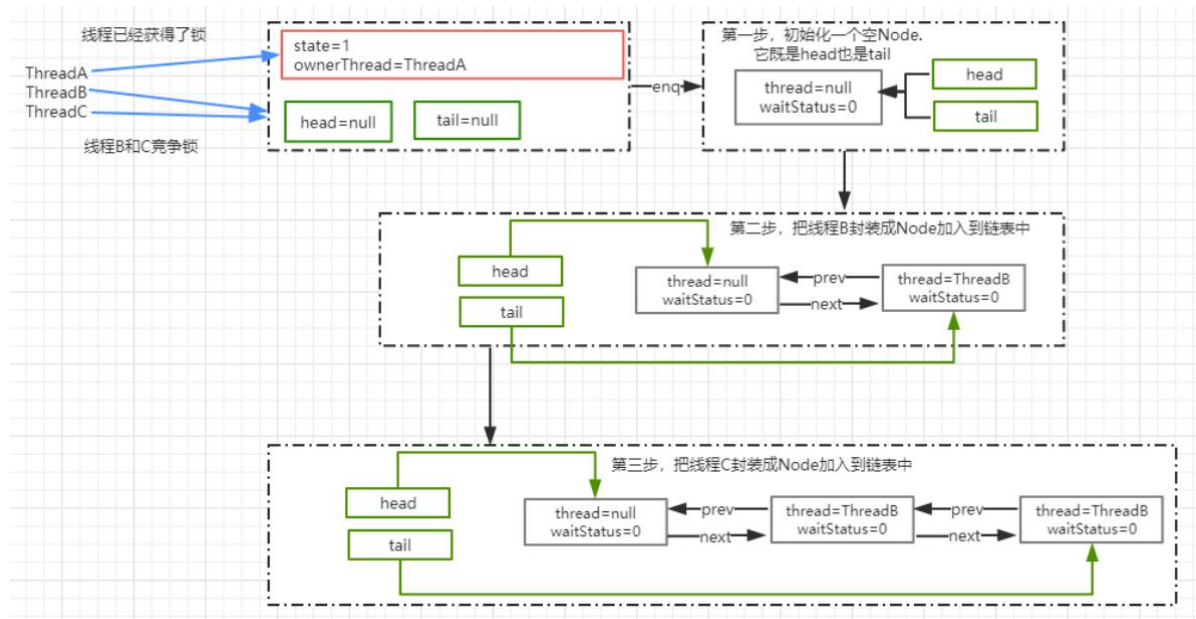 线程已经获得了锁
ThreadA
ThreadB
ThreadC
线程B和C竞争锁
state=1
ownerThread=ThreadA
head=null
tail=null
enq
第一步，初始化一个空Node.
它既是head也是tail
thread=null
waitStatus=0
head
tail
第二步，把线程B封装成Node加入到链表中
head
tail
thread=null
waitStatus=0
prev
next
thread=ThreadB
waitStatus=0
第三步，把线程C封装成Node加入到链表中
head
tail
thread=null
waitStatus=0
prev
next
thread=ThreadB
waitStatus=0
prev
next
thread=ThreadB
waitStatus=0